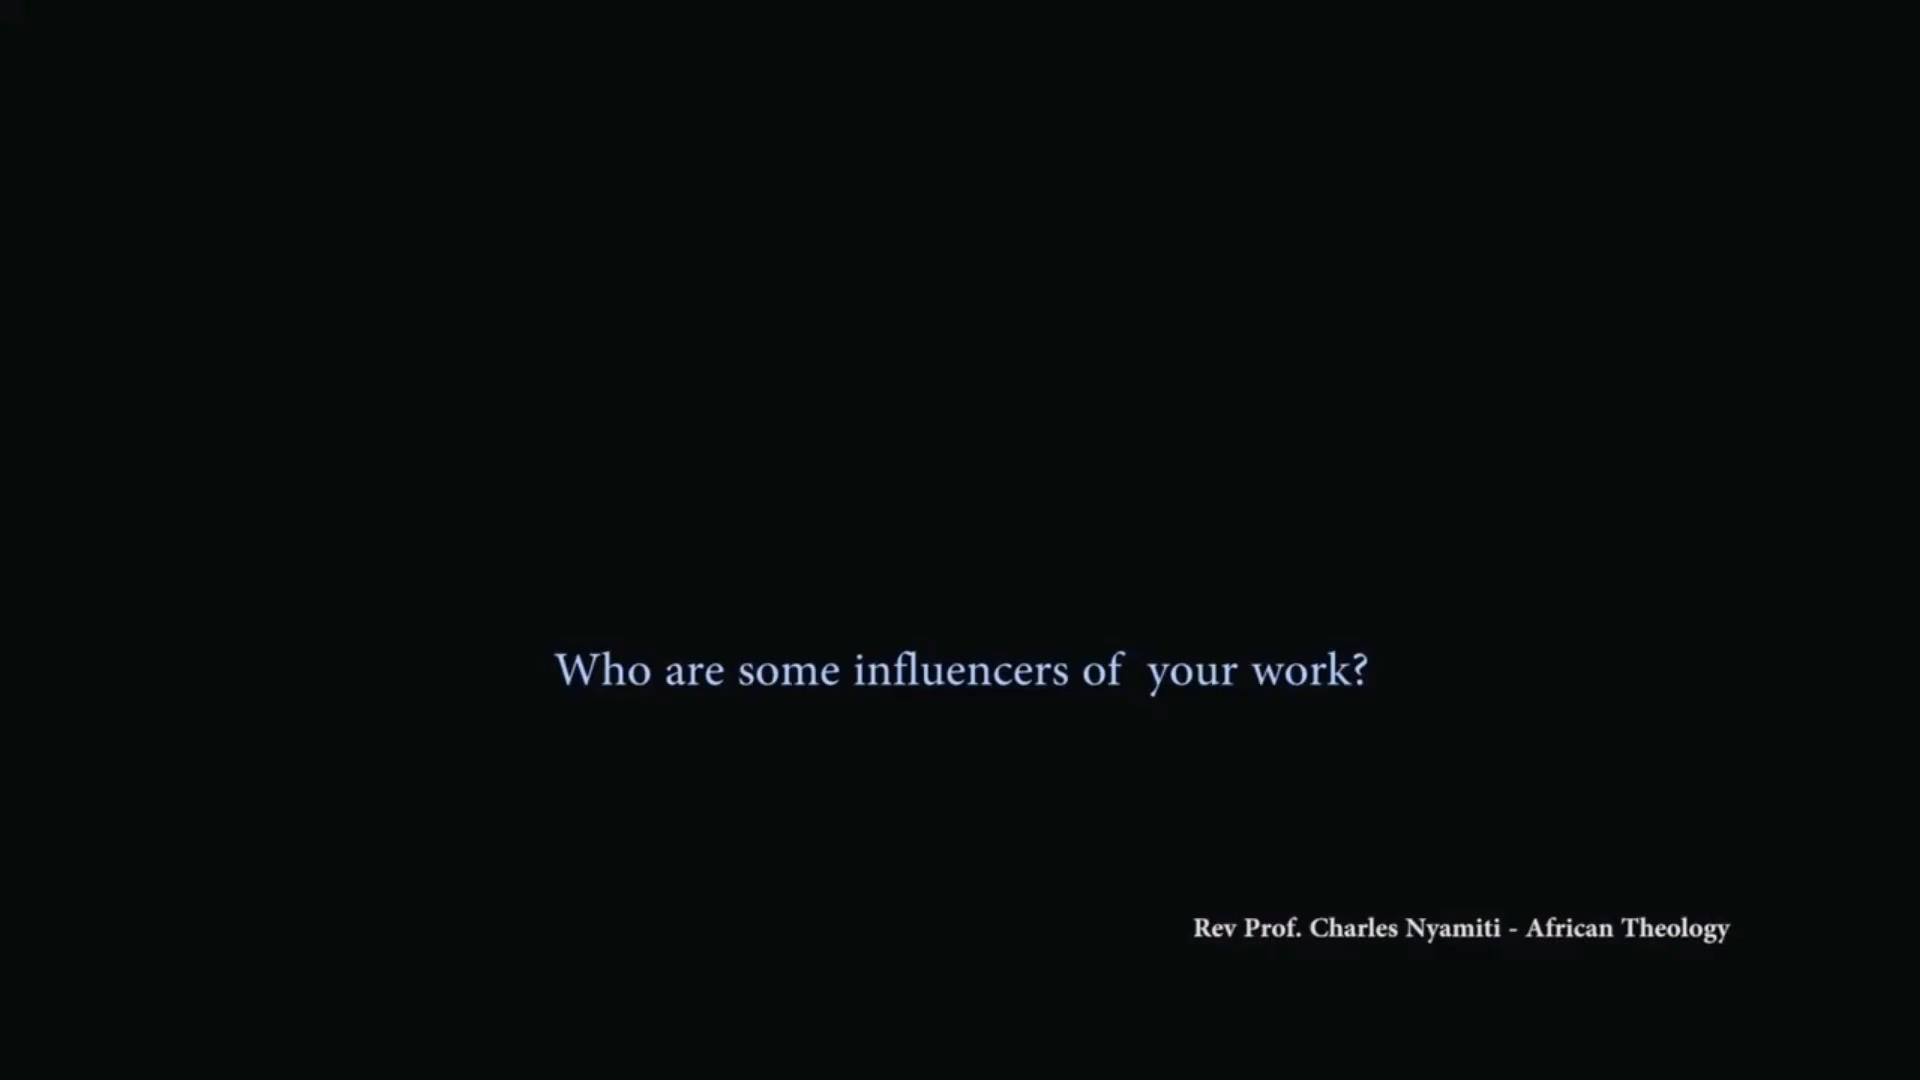 Who are some influencers of  your work?
Rev Prof. Charles Nyamiti - African Theology